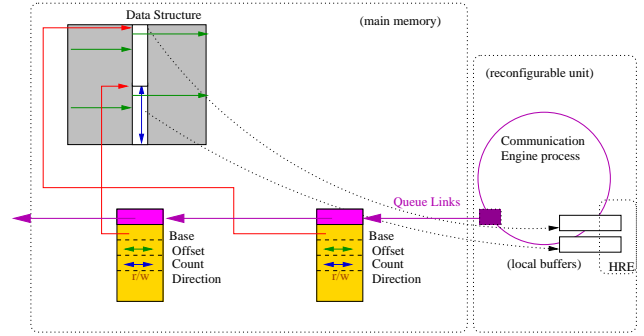 Data Structure
(main memory)
(reconfigurable unit)
Communication
Engine process
Queue Links
Base
Offset
Count
Direction
r/w
Base
Offset
Count
Direction
r/w
(local buffers)
HRE